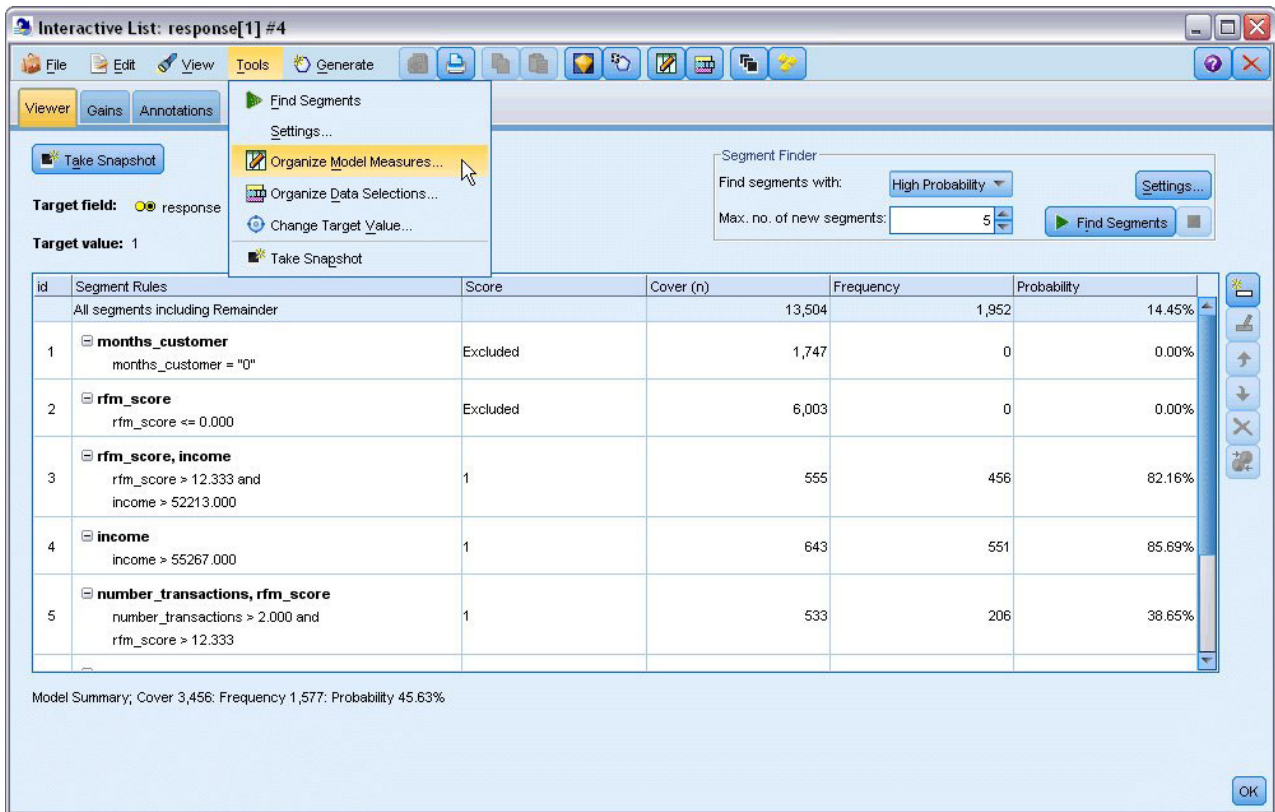 Interactive List: response[1] #4
File Edit View Tools Generate
Viewer Gains Annotations
Find Segments
Settings...
Organize Model Measures...
Organize Data Selections...
Change Target Value...
Take Snapshot
Take Snapshot
Target field: response
Target value: 1
Segment Finder
Find segments with: High Probability Settings...
Max. no. of new segments: 5 Find Segments
id Segment Rules Score Cover (n) Frequency Probability
All segments including Remainder 13,504 1,952 14.45%
1 months_customer Excluded 1,747 0 0.00%
months_customer = "0"
2 rfm_score Excluded 6,003 0 0.00%
rfm_score <= 0.000
3 rfm_score, income 1 555 456 82.16%
rfm_score > 12.333 and
income > 52213.000
4 income 1 643 551 85.69%
income > 55267.000
5 number_transactions, rfm_score 1 533 206 38.65%
number_transactions > 2.000 and
rfm_score > 12.333
Model Summary; Cover 3,456: Frequency 1,577: Probability 45.63%
OK